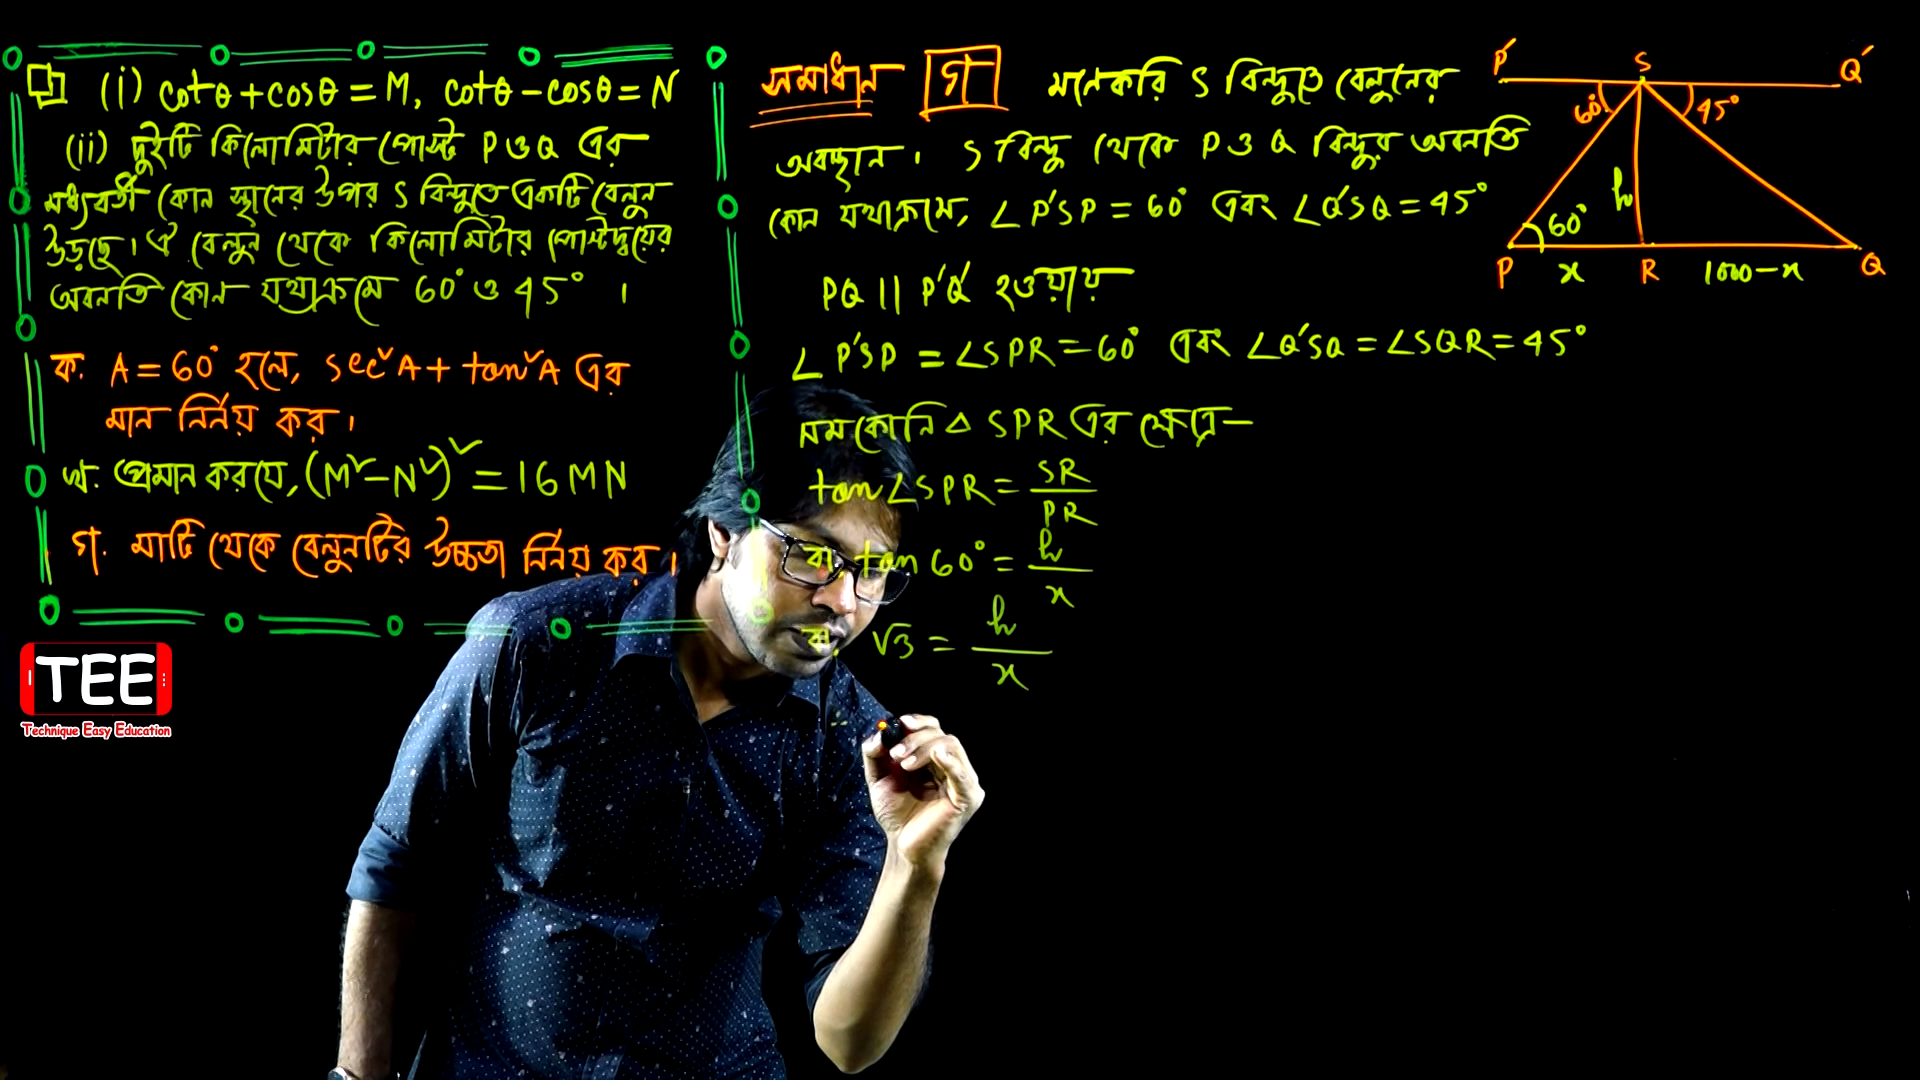 (i) cotθ + cosθ = M, cotθ - cosθ = N
(ii) দুইটি কিলোমিটার পোস্ট P ও Q এর
মধ্যবর্তী কোন স্থানের উপর S বিন্দুতে একটি বেলুন
উড়ছে। ঐ বেলুন থেকে কিলোমিটার পোস্টদ্বয়ের
অবনতি কোন যথাক্রমে 60° ও 45° ।
ক. A = 60° হলে, sec²A + tan²A এর
মান নির্নয় কর।
খ. প্রমান কর যে, (M² - N²)² = 16MN
গ. মাটি থেকে বেলুনটির উচ্চতা নির্নয় কর।
TEE
Technique Easy Education
সমাধান গ মনেকরি S বিন্দুতে বেলুনের
অবস্থান। S বিন্দু থেকে P ও Q বিন্দুর অবনতি
কোন যথাক্রমে, ∠P'SP = 60° এবং ∠Q'SQ = 45°
PQ || P'Q' হওয়ায়
∠P'SP = ∠SPR = 60° এবং ∠Q'SQ = ∠SQR = 45°
সমকোনি Δ SPR এর ক্ষেত্রে-
tan∠SPR = SR/PR
বা, tan 60° = h/x
বা, √3 = h/x
P' S Q'
60° 45°
h
60°
P x R 1000-x Q